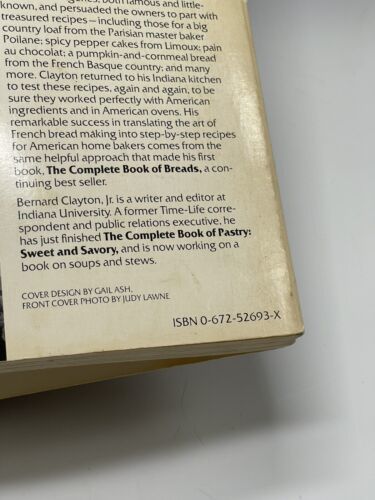 both famous and little-
known, and persuaded the owners to part with
treasured recipes—including those for a big
country loaf from the Parisian master baker
Poilane; spicy pepper cakes from Limoux; pain
au chocolat; a pumpkin-and-cornmeal bread
from the French Basque country; and many
more. Clayton returned to his Indiana kitchen
to test these recipes, again and again, to be
sure they worked perfectly with American
ingredients and in American ovens. His
remarkable success in translating the art of
French bread making into step-by-step recipes
for American home bakers comes from the
same helpful approach that made his first
book, The Complete Book of Breads, a con-
tinuing best seller.
Bernard Clayton, Jr. is a writer and editor at
Indiana University. A former Time-Life corre-
spondent and public relations executive, he
has just finished The Complete Book of Pastry:
Sweet and Savory, and is now working on a
book on soups and stews.
COVER DESIGN BY GAIL ASH,
FRONT COVER PHOTO BY JUDY LAWNE
ISBN 0-672-52693-X